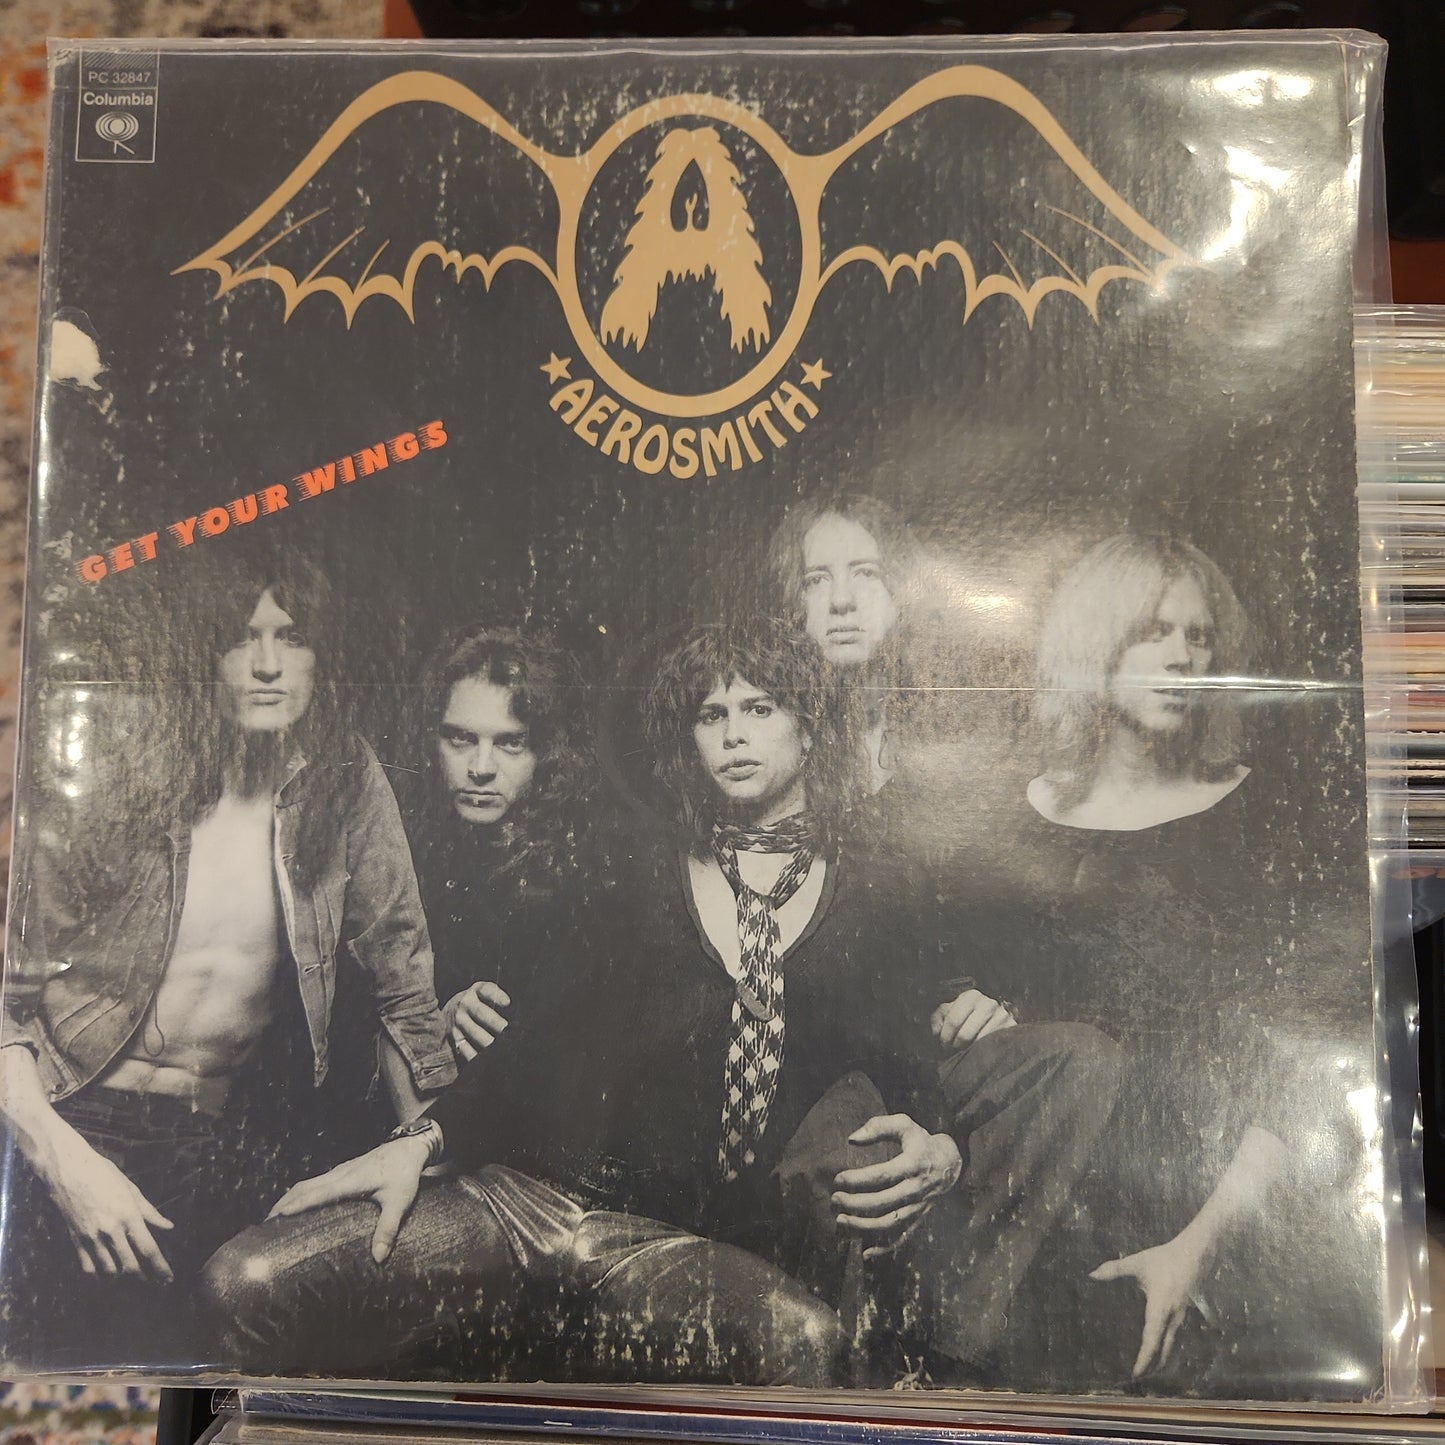 PC 32847
Columbia
A
AEROSMITH
GET YOUR WINGS